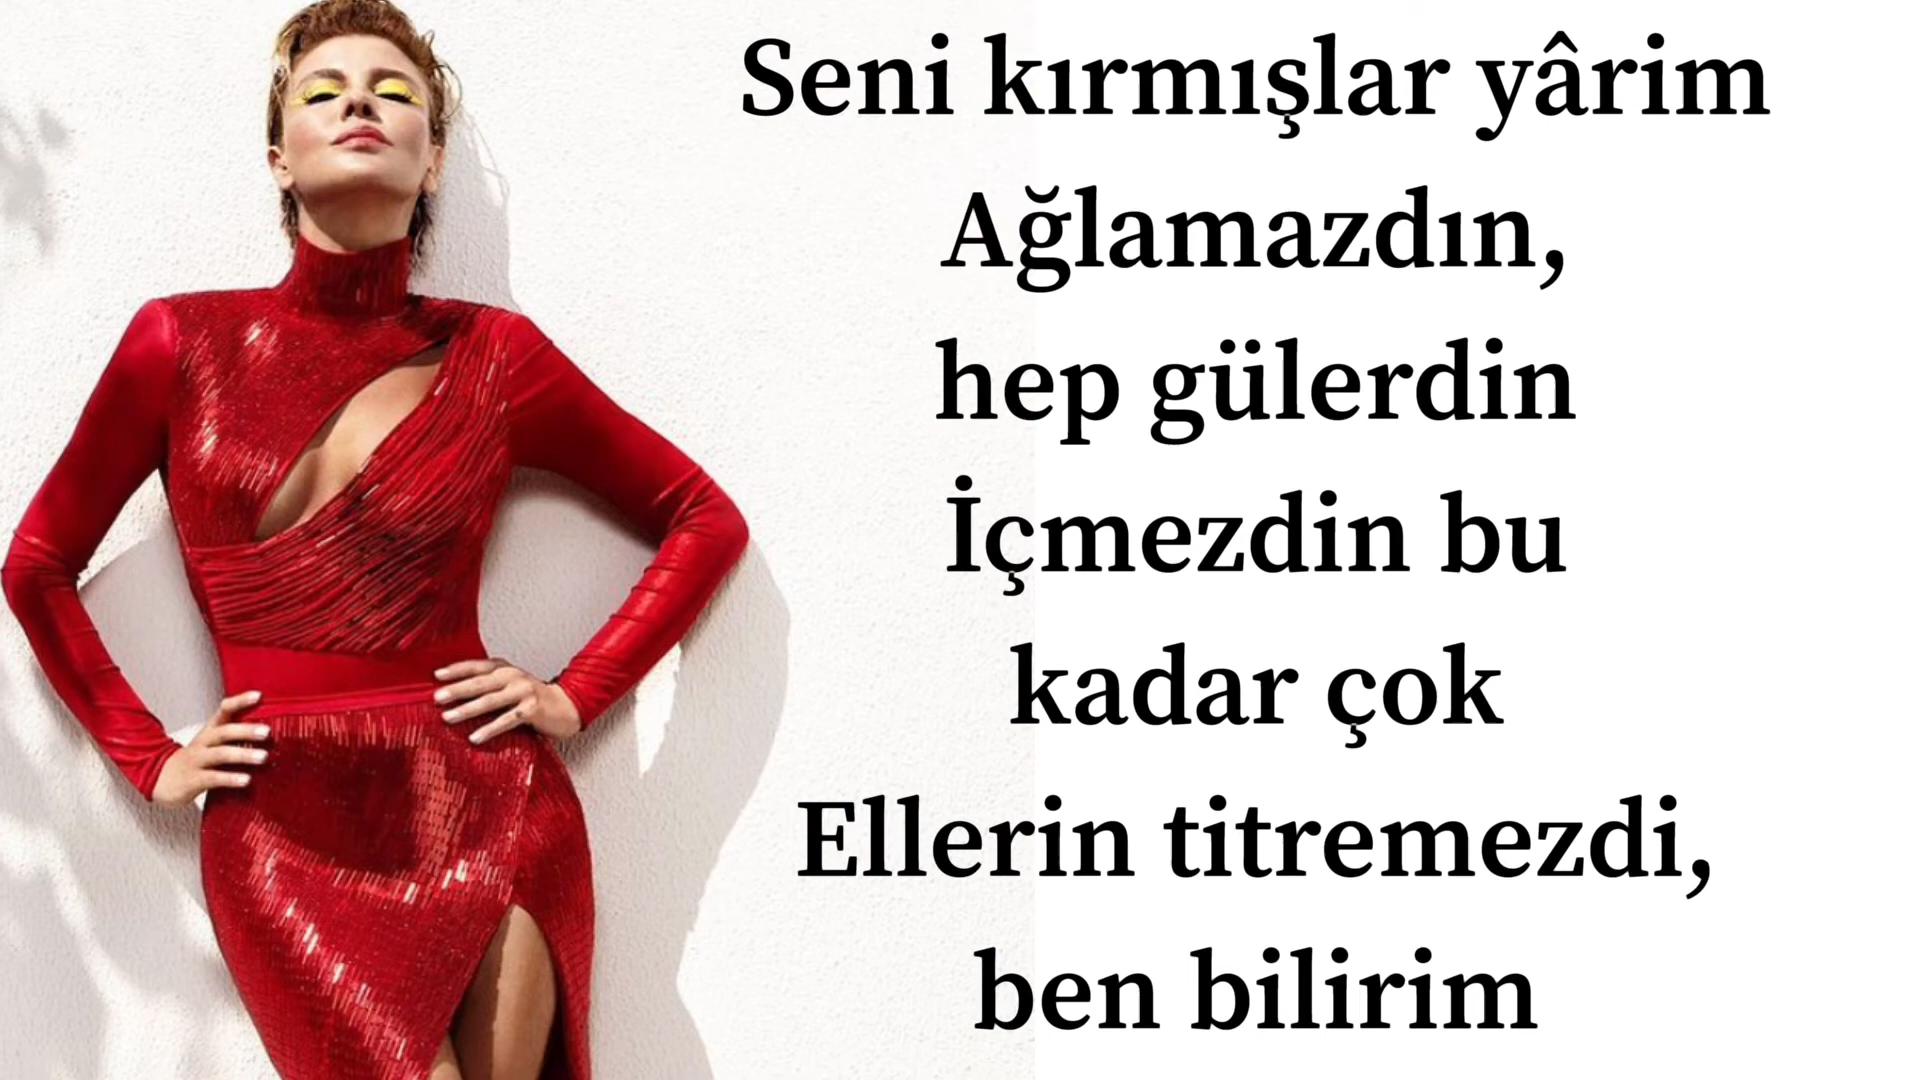 Seni kırmışlar yârim
Ağlamazdın,
hep gülerdin
İçmezdin bu
kadar çok
Ellerin titremezdi,
ben bilirim